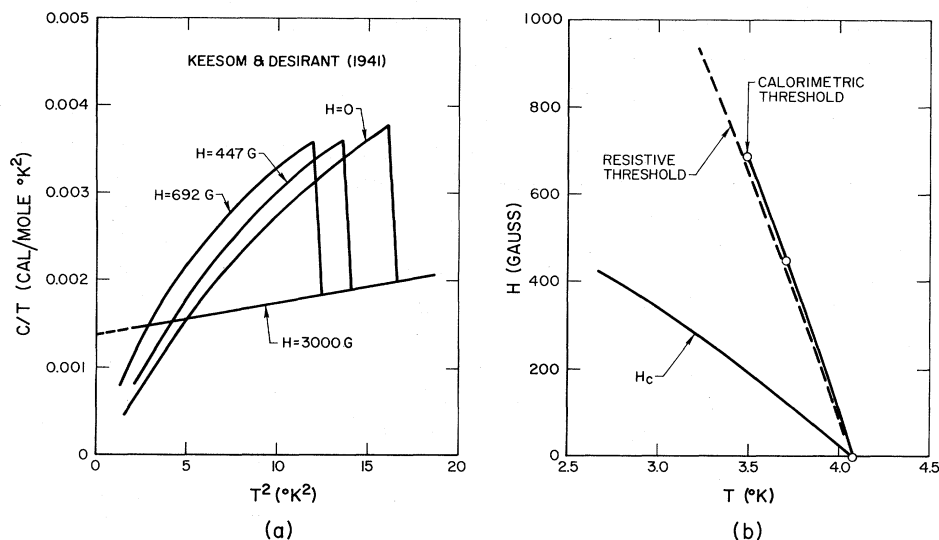 0.005
0.004
0.003
0.002
0.001
0
C/T (CAL/MOLE °K²)
KEESOM & DESIRANT (1941)
H=0
H=447 G
H=692 G
H=3000 G
0 5 10 15 20
T² (°K²)
(a)
1000
800
600
400
200
0
H (GAUSS)
CALORIMETRIC
THRESHOLD
RESISTIVE
THRESHOLD
Hc
2.5 3.0 3.5 4.0 4.5
T (°K)
(b)